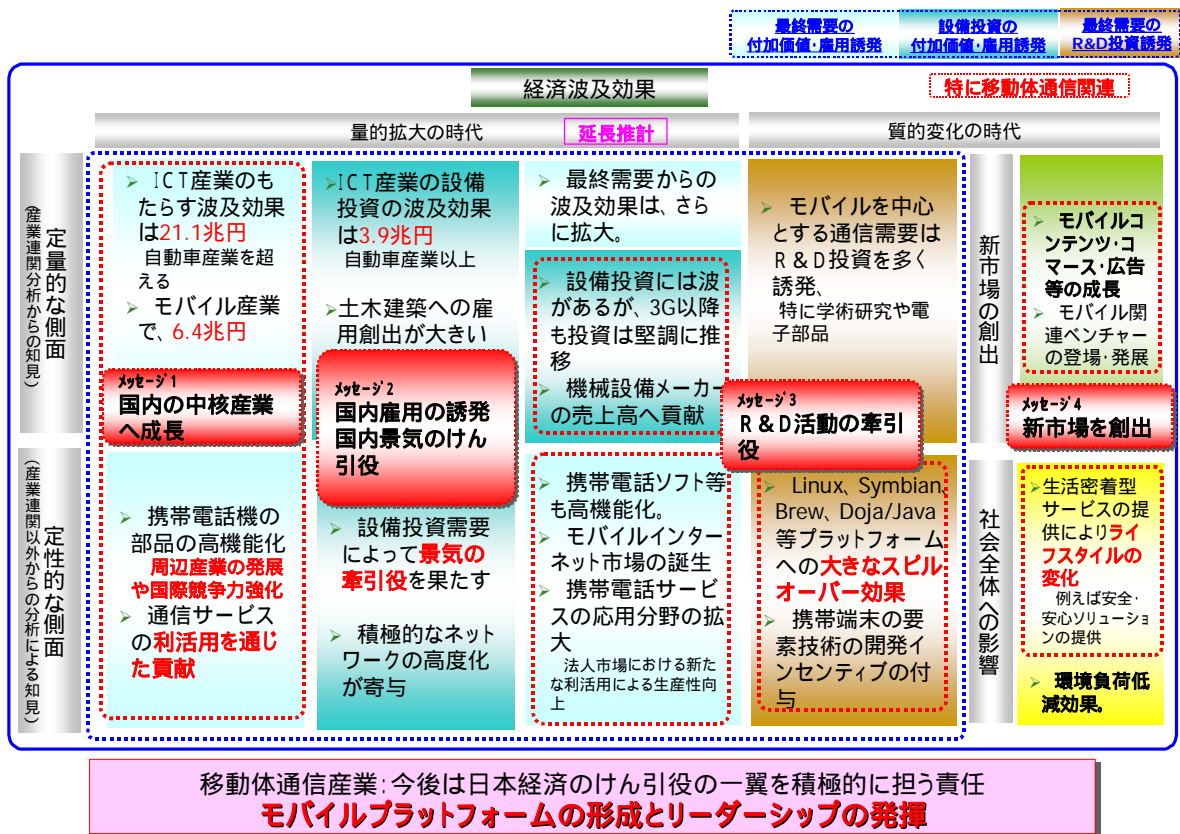 最終需要の
付加価値・雇用誘発
設備投資の
付加価値・雇用誘発
最終需要の
R&D投資誘発
経済波及効果
特に移動体通信関連
量的拡大の時代
延長推計
質的変化の時代
定量的な側面
（産業連関分析からの知見）
➢ ICT産業のも
たらす波及効果
は21.1兆円
自動車産業を超
える
➢ モバイル産業
で、6.4兆円
メッセージ1
国内の中核産業
へ成長
➢ICT産業の設備
投資の波及効果
は3.9兆円
自動車産業以上
➢土木建築への雇
用創出が大きい
メッセージ2
国内雇用の誘発
国内景気のけん
引役
➢ 最終需要からの
波及効果は、さら
に拡大。
➢ 設備投資には波
があるが、3G以降
も投資は堅調に推
移
➢ 機械設備メーカー
の売上高へ貢献
➢ モバイルを中心
とする通信需要は
R&D投資を多く
誘発、
特に学術研究や電
子部品
メッセージ3
R&D活動の牽引
役
新市場の創出
➢ モバイルコ
ンテンツ・コ
マース・広告
等の成長
➢ モバイル関
連ベンチャー
の登場・発展
メッセージ4
新市場を創出
定性的な側面
（産業連関以外からの分析による知見）
➢ 携帯電話機の
部品の高機能化
周辺産業の発展
や国際競争力強化
➢ 通信サービス
の利活用を通じ
た貢献
➢ 設備投資需要
によって景気の
牽引役を果たす
➢ 積極的なネット
ワークの高度化
が寄与
➢ 携帯電話ソフト等
も高機能化。
➢ モバイルインター
ネット市場の誕生
➢ 携帯電話サービ
スの応用分野の拡
大
法人市場における新た
な利活用による生産性向
上
➢ Linux、Symbian、
Brew、Doja/Java
等プラットフォーム
への大きなスピル
オーバー効果
➢ 携帯端末の要
素技術の開発イ
ンセンティブの付
与
社会全体への影響
➢生活密着型
サービスの提
供によりライ
フスタイルの
変化
例えば安全・
安心ソリューショ
ンの提供
➢ 環境負荷低
減効果。
移動体通信産業：今後は日本経済のけん引役の一翼を積極的に担う責任
モバイルプラットフォームの形成とリーダーシップの発揮